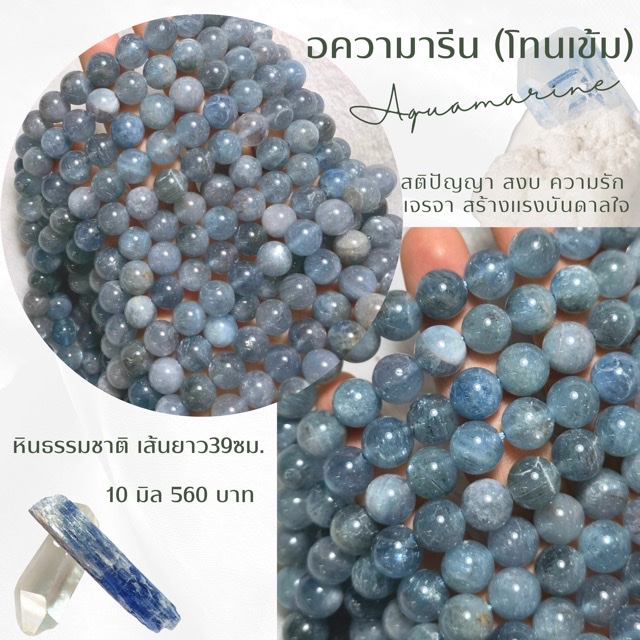 อความารีน (โทนเข้ม)
Aquamarine
สติปัญญา สงบ ความรัก
เจรจา สร้างแรงบันดาลใจ
หินธรรมชาติ เส้นยาว39ซม.
10 มิล 560 บาท